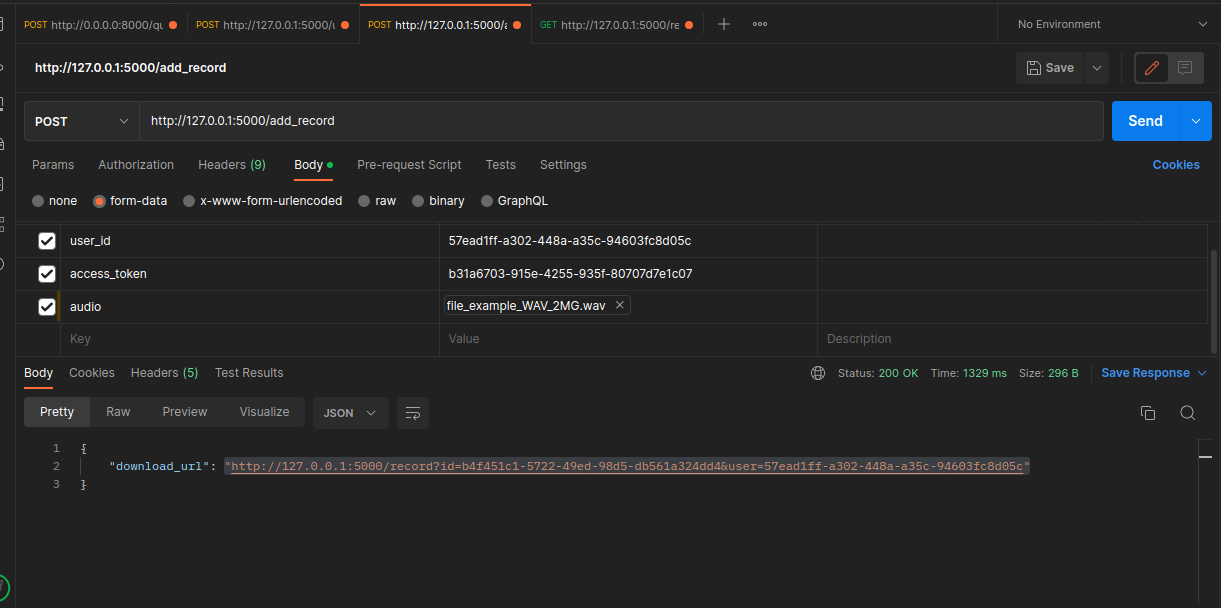 POST http://0.0.0.0:8000/qu
POST http://127.0.0.1:5000/u
POST http://127.0.0.1:5000/a
GET http://127.0.0.1:5000/re
No Environment
http://127.0.0.1:5000/add_record
Save
POST
http://127.0.0.1:5000/add_record
Send
Params Authorization Headers (9) Body Pre-request Script Tests Settings Cookies
none form-data x-www-form-urlencoded raw binary GraphQL
user_id 57ead1ff-a302-448a-a35c-94603fc8d05c
access_token b31a6703-915e-4255-935f-80707d7e1c07
audio file_example_WAV_2MG.wav
Key Value Description
Body Cookies Headers (5) Test Results Status: 200 OK Time: 1329 ms Size: 296 B Save Response
Pretty Raw Preview Visualize JSON
1 {
2 "download_url": "http://127.0.0.1:5000/record?id=b4f451c1-5722-49ed-98d5-db561a324dd4&user=57ead1ff-a302-448a-a35c-94603fc8d05c"
3 }